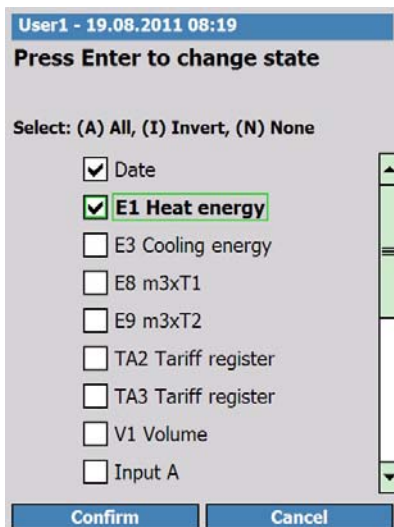 User1 - 19.08.2011 08:19
Press Enter to change state
Select: (A) All, (I) Invert, (N) None
Date
E1 Heat energy
E3 Cooling energy
E8 m3xT1
E9 m3xT2
TA2 Tariff register
TA3 Tariff register
V1 Volume
Input A
Confirm Cancel